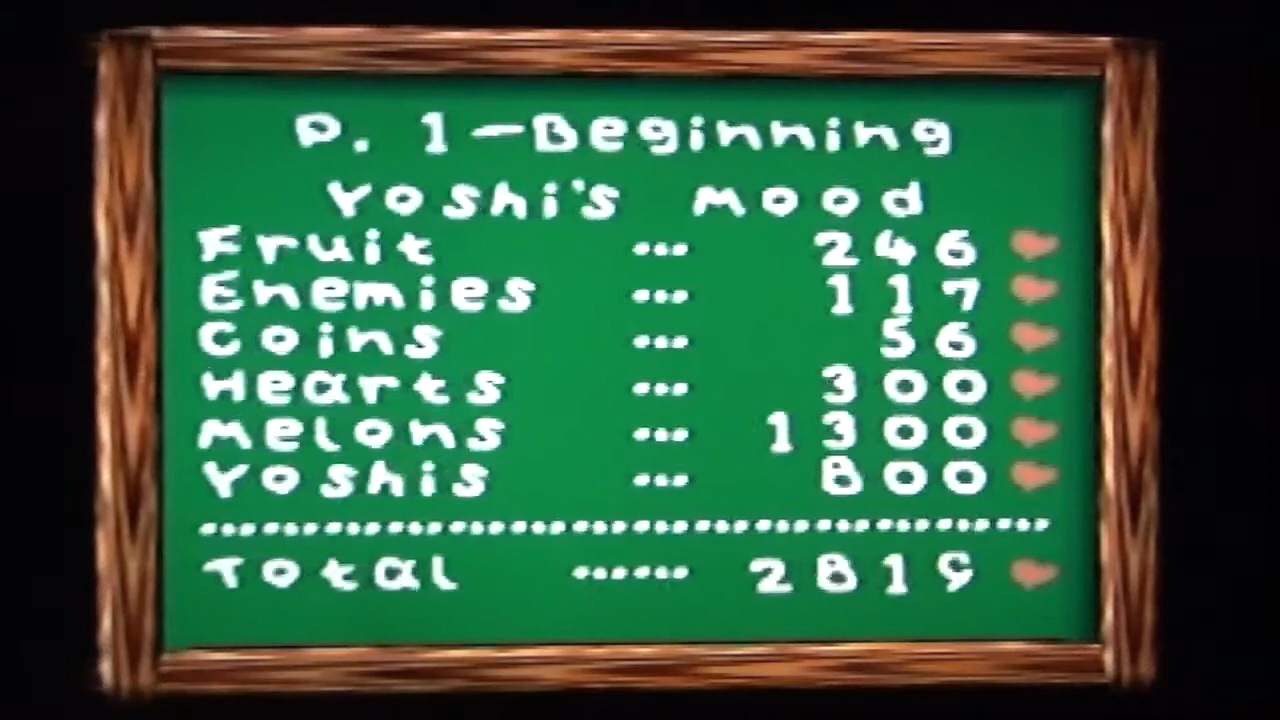 P. 1-Beginning
Yoshi's Mood
Fruit ... 246
Enemies ... 117
Coins ... 56
Hearts ... 300
Melons ... 1300
Yoshis ... 800
Total ...... 2819